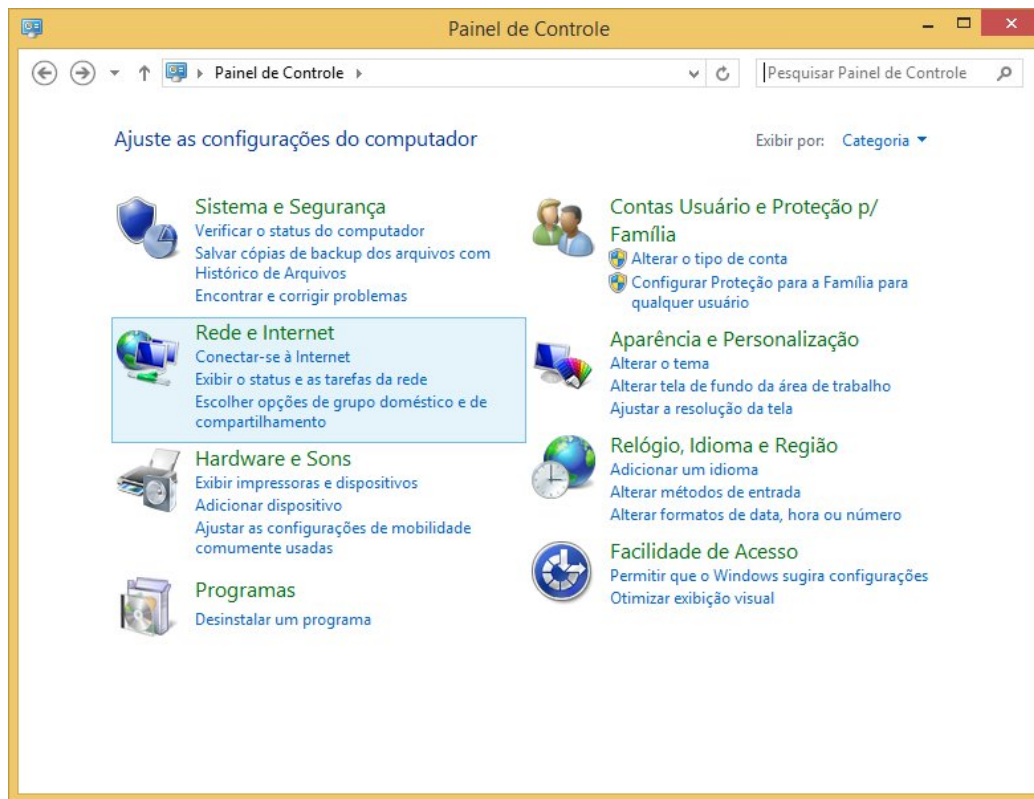 Painel de Controle
Painel de Controle
Pesquisar Painel de Controle
Ajuste as configurações do computador
Exibir por: Categoria
Sistema e Segurança
Verificar o status do computador
Salvar cópias de backup dos arquivos com
Histórico de Arquivos
Encontrar e corrigir problemas
Rede e Internet
Conectar-se à Internet
Exibir o status e as tarefas da rede
Escolher opções de grupo doméstico e de
compartilhamento
Hardware e Sons
Exibir impressoras e dispositivos
Adicionar dispositivo
Ajustar as configurações de mobilidade
comumente usadas
Programas
Desinstalar um programa
Contas Usuário e Proteção p/
Família
Alterar o tipo de conta
Configurar Proteção para a Família para
qualquer usuário
Aparência e Personalização
Alterar o tema
Alterar tela de fundo da área de trabalho
Ajustar a resolução da tela
Relógio, Idioma e Região
Adicionar um idioma
Alterar métodos de entrada
Alterar formatos de data, hora ou número
Facilidade de Acesso
Permitir que o Windows sugira configurações
Otimizar exibição visual